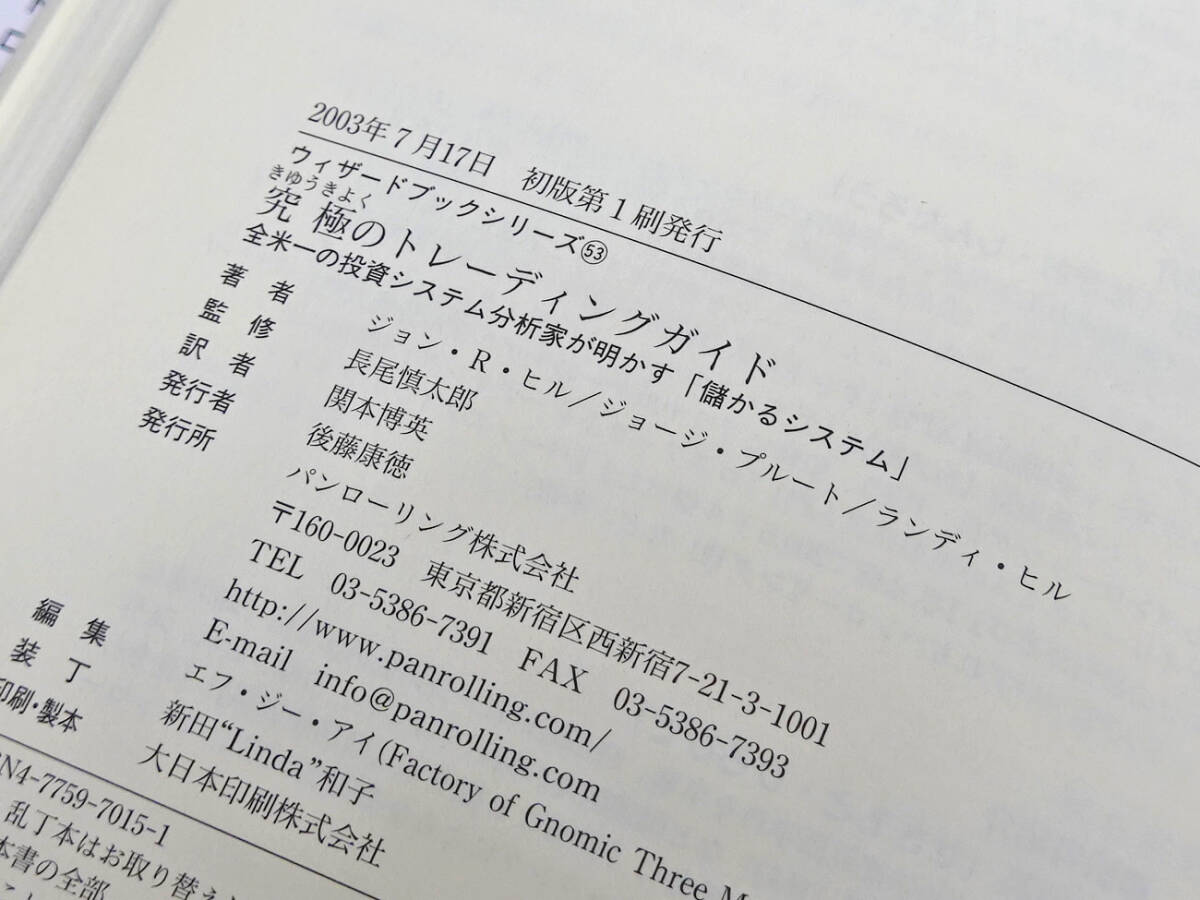 2003年7月17日 初版第1刷発行
ウィザードブックシリーズ㊾
きゅうきょく
究極のトレーディングガイド
全米一の投資システム分析家が明かす「儲かるシステム」
著者 ジョン・R・ヒル/ジョージ・プルート/ランディ・ヒル
監修 長尾慎太郎
訳者 関本博英
発行者 後藤康徳
発行所 パンローリング株式会社
〒160-0023 東京都新宿区西新宿7-21-3-1001
TEL 03-5386-7391 FAX 03-5386-7393
http://www.panrolling.com/
E-mail info@panrolling.com
編集 エフ・ジー・アイ(Factory of Gnomic Three M
装丁 新田“Linda”和子
印刷・製本 大日本印刷株式会社
N4-7759-7015-1
乱丁本はお取り替え
本書の全部